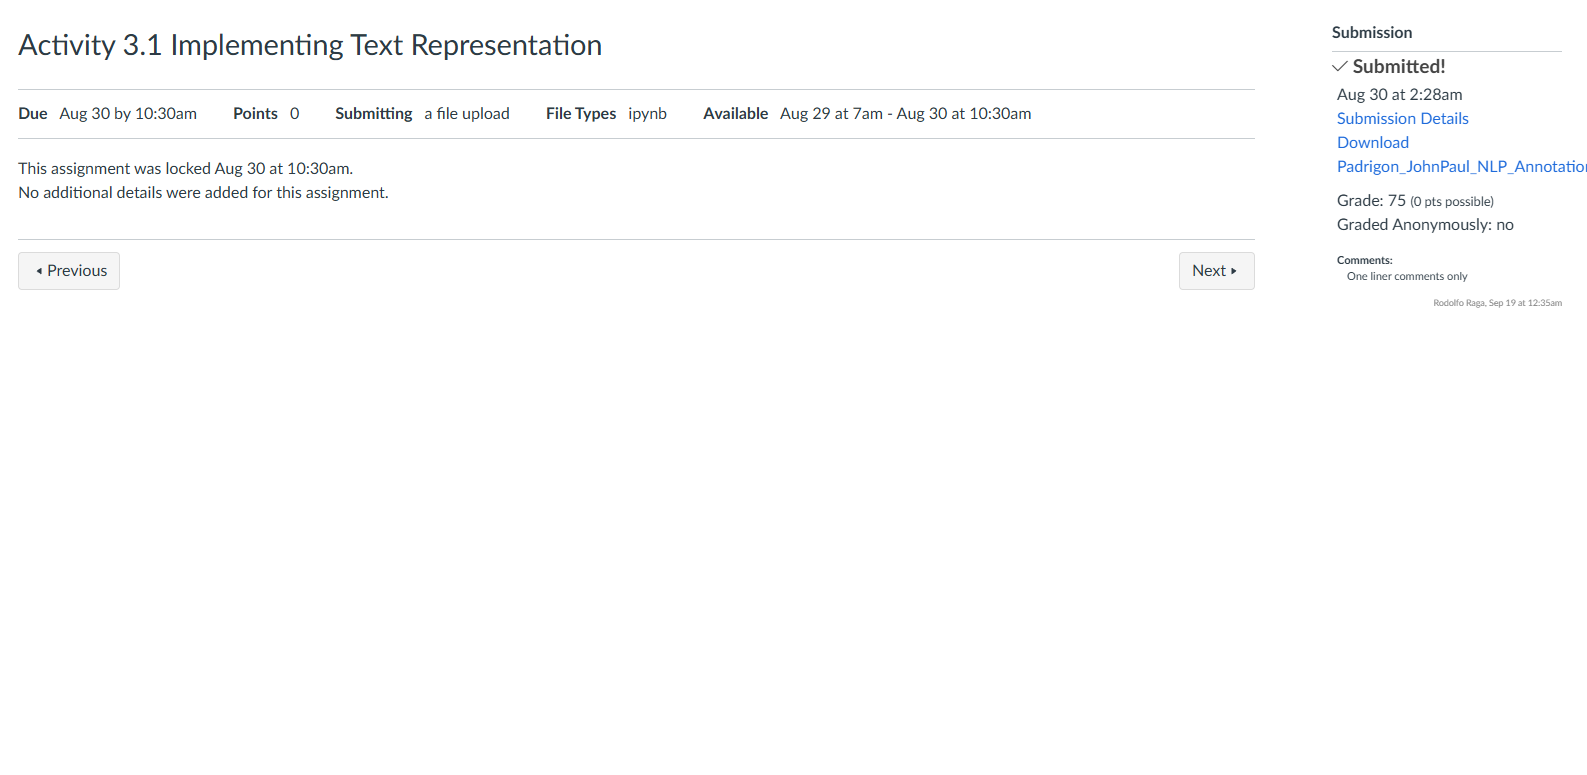 Activity 3.1 Implementing Text Representation
Due Aug 30 by 10:30am Points 0 Submitting a file upload File Types ipynb Available Aug 29 at 7am - Aug 30 at 10:30am
This assignment was locked Aug 30 at 10:30am.
No additional details were added for this assignment.
Previous
Next
Submission
Submitted!
Aug 30 at 2:28am
Submission Details
Download
Padrigon_JohnPaul_NLP_Annotation
Grade: 75 (0 pts possible)
Graded Anonymously: no
Comments:
One liner comments only
Rodolfo Raga, Sep 19 at 12:35am